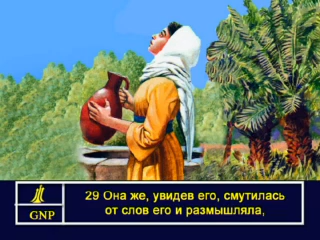 29 Она же, увидев его, смутилась
от слов его и размышляла,
GNP